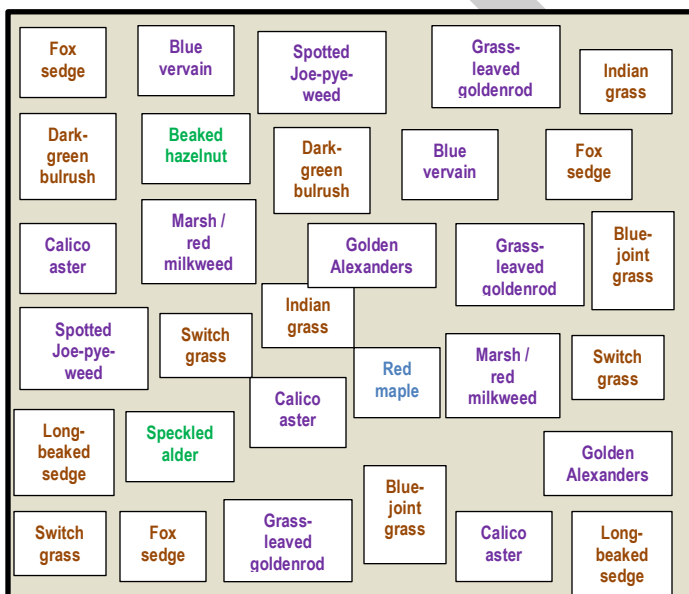 Fox
sedge
Blue
vervain
Spotted
Joe-pye-
weed
Grass-
leaved
goldenrod
Indian
grass
Dark-
green
bulrush
Beaked
hazelnut
Dark-
green
bulrush
Blue
vervain
Fox
sedge
Calico
aster
Marsh /
red
milkweed
Golden
Alexanders
Grass-
leaved
goldenrod
Blue-
joint
grass
Spotted
Joe-pye-
weed
Switch
grass
Indian
grass
Red
maple
Marsh /
red
milkweed
Switch
grass
Long-
beaked
sedge
Speckled
alder
Calico
aster
Golden
Alexanders
Switch
grass
Fox
sedge
Grass-
leaved
goldenrod
Blue-
joint
grass
Calico
aster
Long-
beaked
sedge